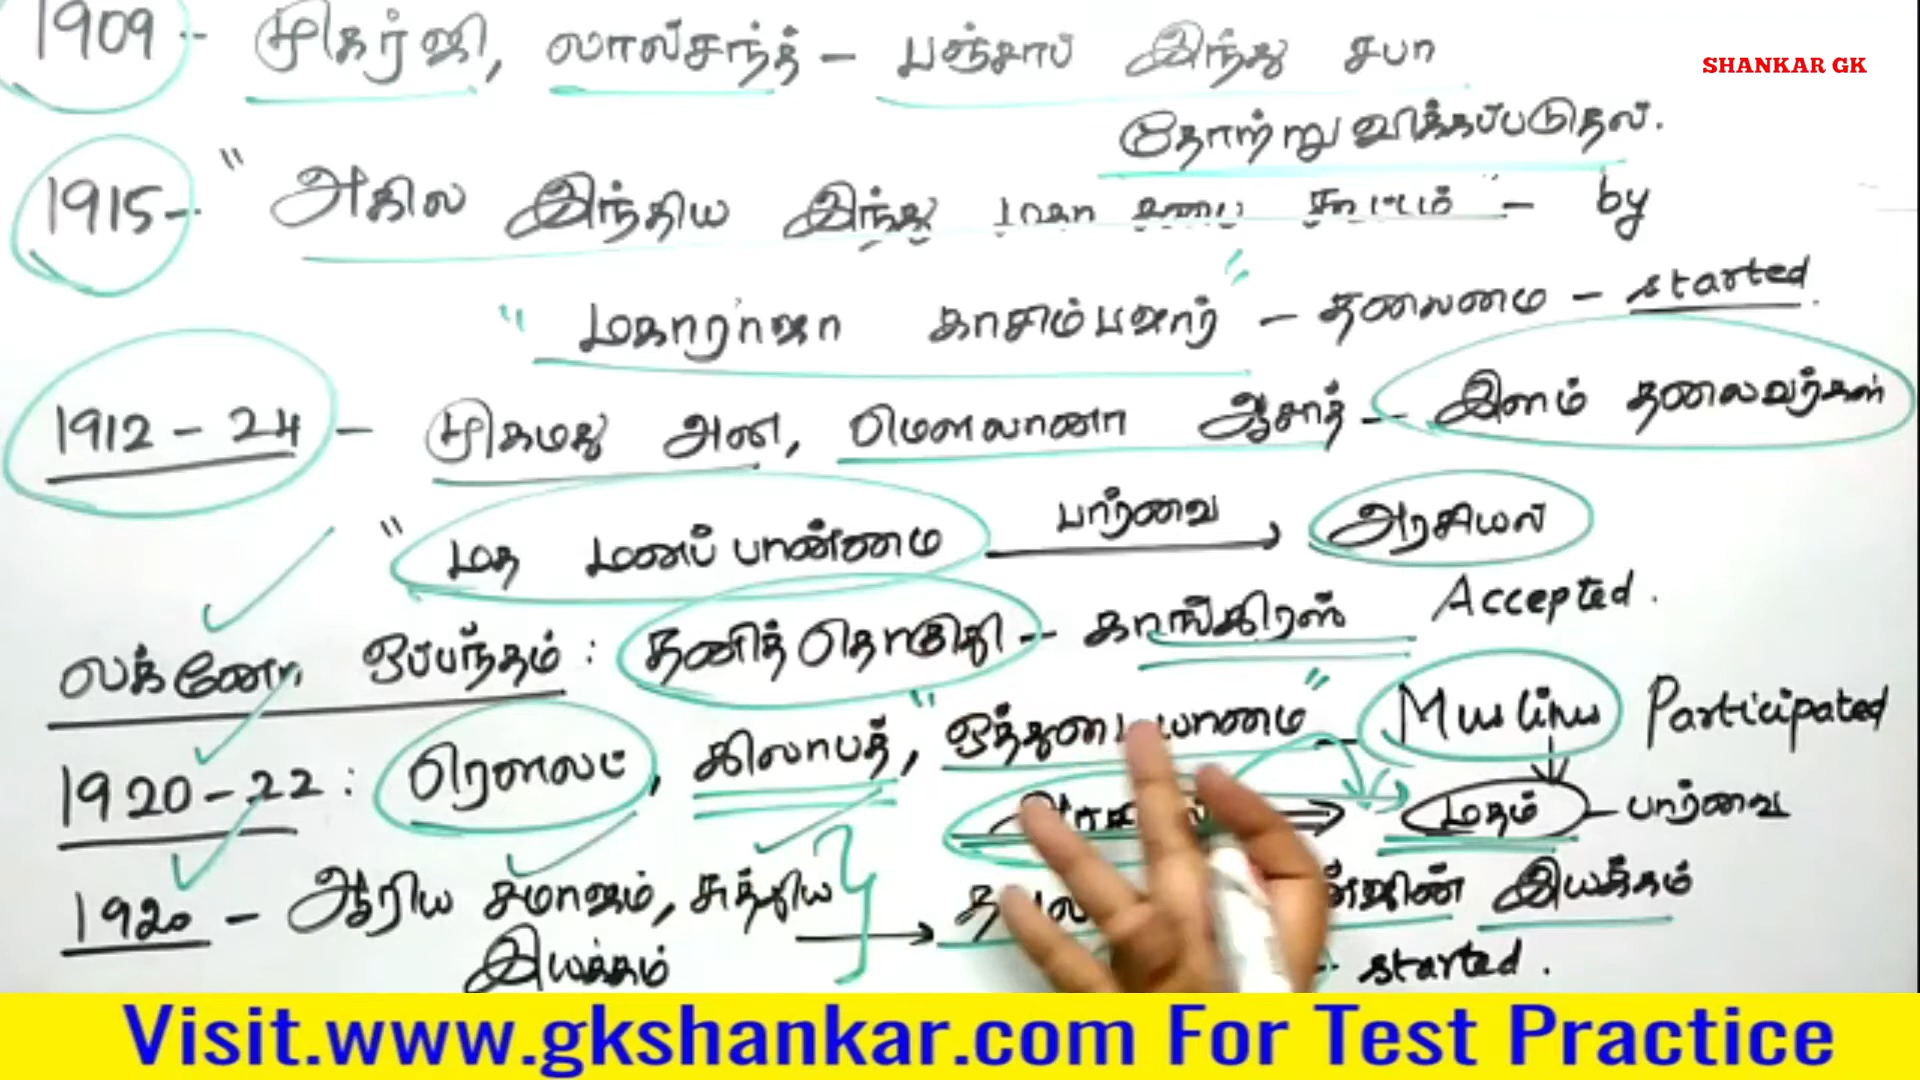 1909 - முகர்ஜி, லால்சந்த் - பஞ்சாப் இந்து சபா
SHANKAR GK
தோற்றுவிக்கப்படுதல்.
1915 - "அகில இந்திய இந்து மகா சபை கூட்டம்" - by
"மகாராஜா காசிம்பஜார்" - தலைமை - started.
1912 - 24 - முகமது அலி, மௌலானா ஆசாத் - இளம் தலைவர்கள்
"மத மனப்பான்மை பார்வை → அரசியல்
லக்னோ ஒப்பந்தம் : தனித்தொகுதி - காங்கிரஸ் Accepted.
1920-22 : ரௌலட், கிலாபத், "ஒத்துழையாமை" - Muslims Participated
⇒ மதம் - பார்வை
1920 - ஆரிய சமாஜம், சுத்திய } இயக்கம்
இயக்கம் → started.
Visit.www.gkshankar.com For Test Practice